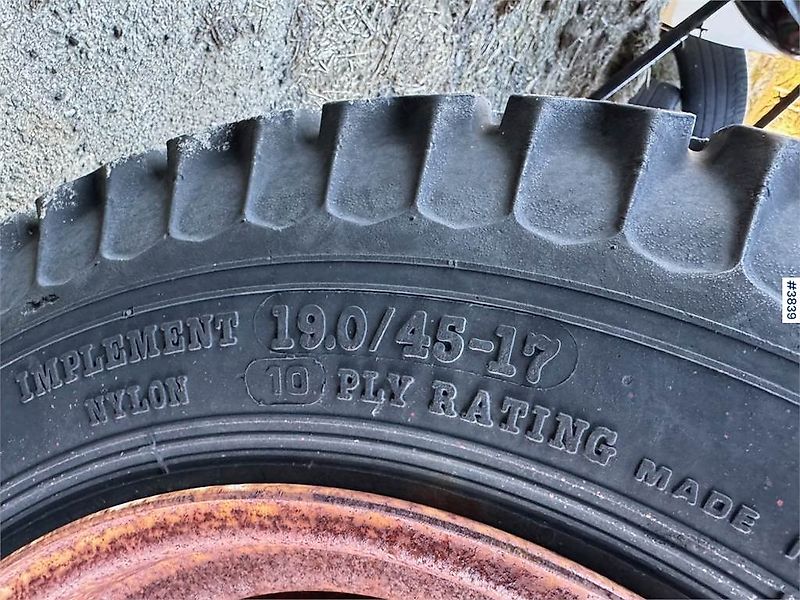 IMPLEMENT 19.0/45-17
NYLON 10 PLY RATING MADE
#3839